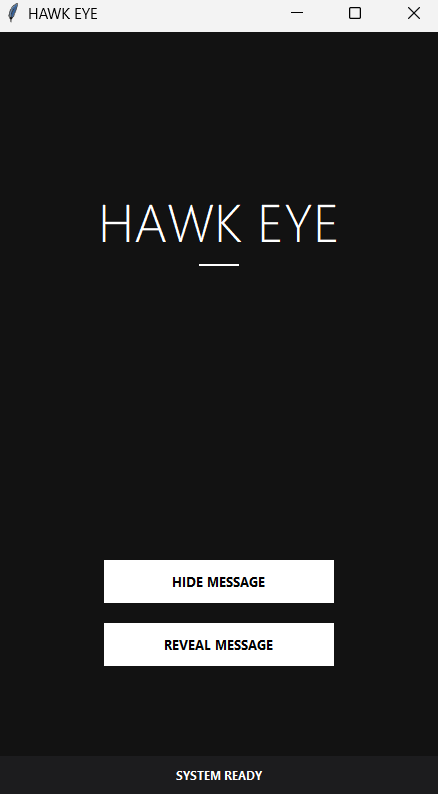 HAWK EYE
HAWK EYE
HIDE MESSAGE
REVEAL MESSAGE
SYSTEM READY